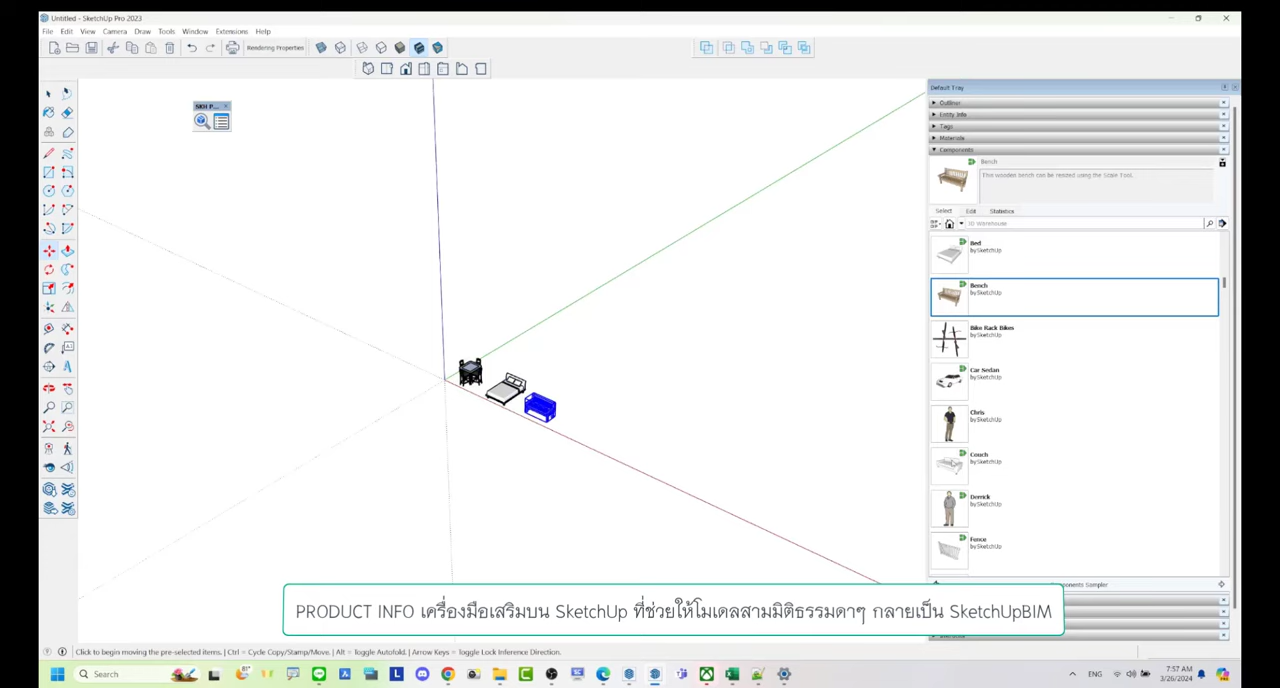 Untitled - SketchUp Pro 2023
File Edit View Camera Draw Tools Window Extensions Help
Rendering Properties
Default Tray
Outliner
SKH P...
Entity Info
Tags
Materials
Components
Bench
This wooden bench can be resized using the Scale Tool.
Select Edit Statistics
3D Warehouse
Bed
by SketchUp
Bench
by SketchUp
Bike Rack Bikes
by SketchUp
Car Sedan
by SketchUp
Chris
by SketchUp
Couch
by SketchUp
Derrick
by SketchUp
Fence
by SketchUp
Sampler
PRODUCT INFO เครื่องมือเสริมบน SketchUp ที่ช่วยให้โมเดลสามมิติธรรมดาๆ กลายเป็น SketchUpBIM
Click to begin moving the pre-selected items. | Ctrl = Cycle Copy/Stamp/Move. | Alt = Toggle Autofold. | Arrow Keys = Toggle Lock Inference Direction.
Search
ENG
7:57 AM
3/26/2024